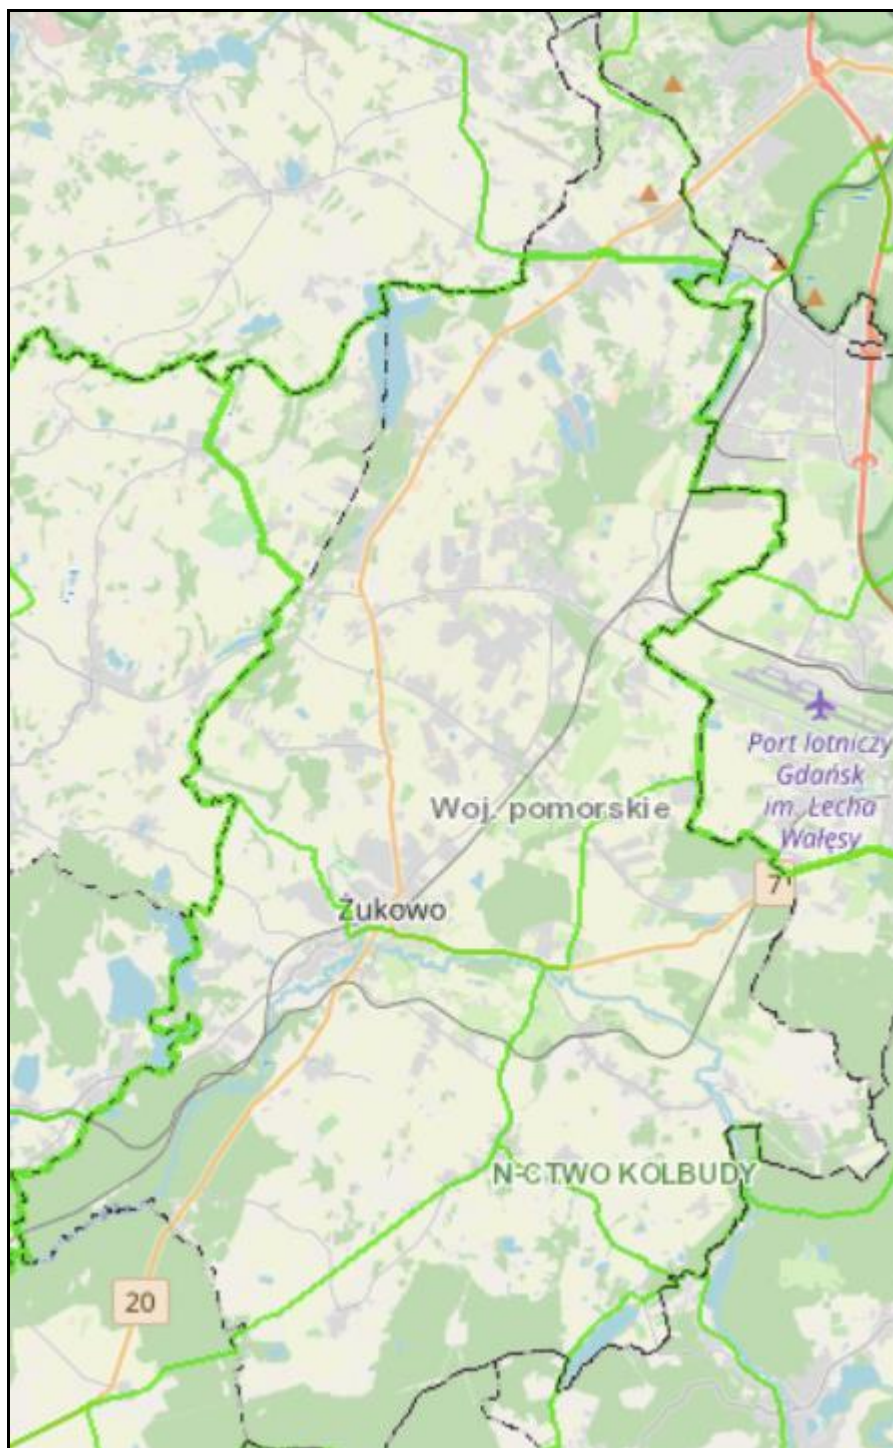 Port lotniczy
Gdańsk
im. Lecha
Wałęsy
Woj. pomorskie
7
Żukowo
N-CTWO KOLBUDY
20